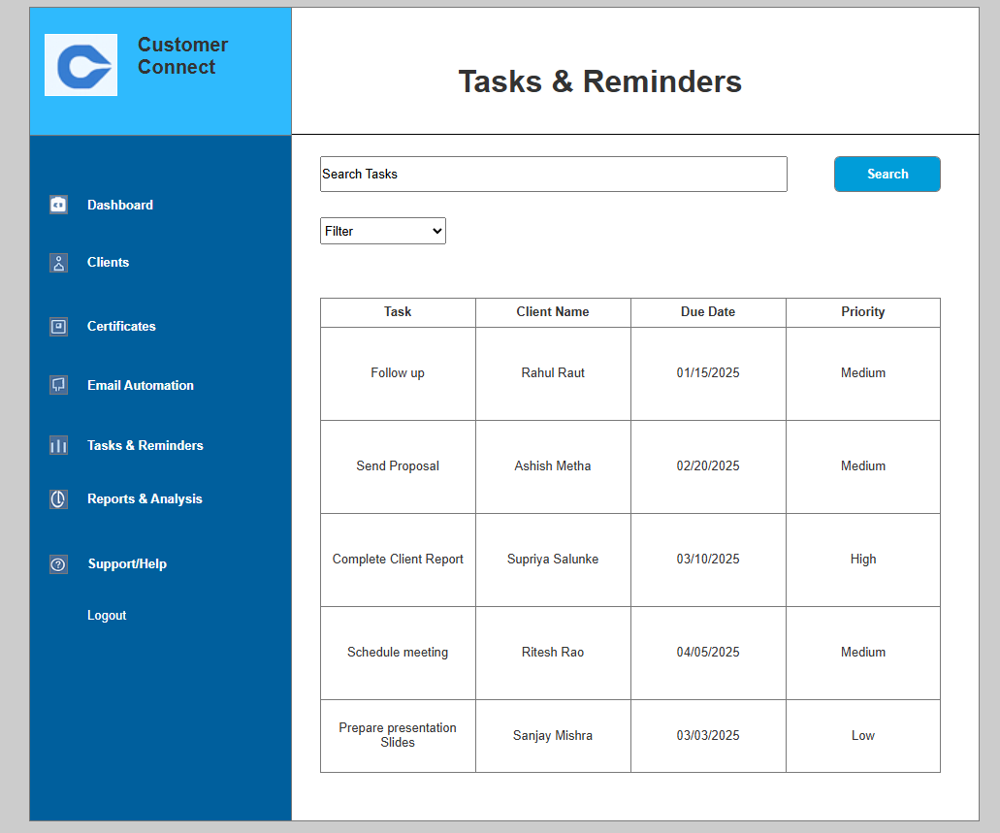 Customer
Connect
Tasks & Reminders
Dashboard
Clients
Certificates
Email Automation
Tasks & Reminders
Reports & Analysis
Support/Help
Logout
Search Tasks
Search
Filter
Task Client Name Due Date Priority
Follow up Rahul Raut 01/15/2025 Medium
Send Proposal Ashish Metha 02/20/2025 Medium
Complete Client Report Supriya Salunke 03/10/2025 High
Schedule meeting Ritesh Rao 04/05/2025 Medium
Prepare presentation
Slides Sanjay Mishra 03/03/2025 Low